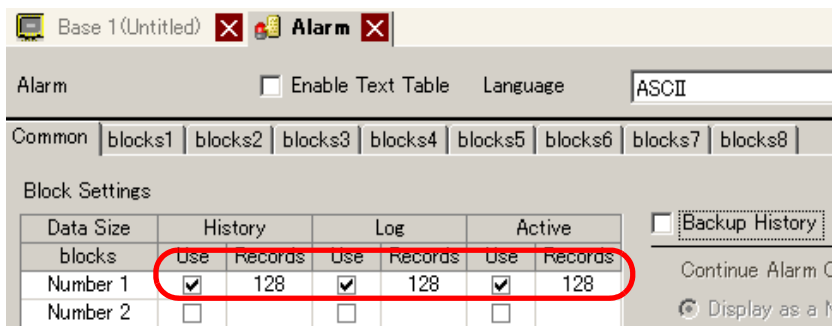 Base 1(Untitled) Alarm
Alarm Enable Text Table Language ASCII
Common blocks1 blocks2 blocks3 blocks4 blocks5 blocks6 blocks7 blocks8
Block Settings
Data Size History Log Active Backup History
blocks Use Records Use Records Use Records
Number 1 128 128 128 Continue Alarm
Number 2 Display as a